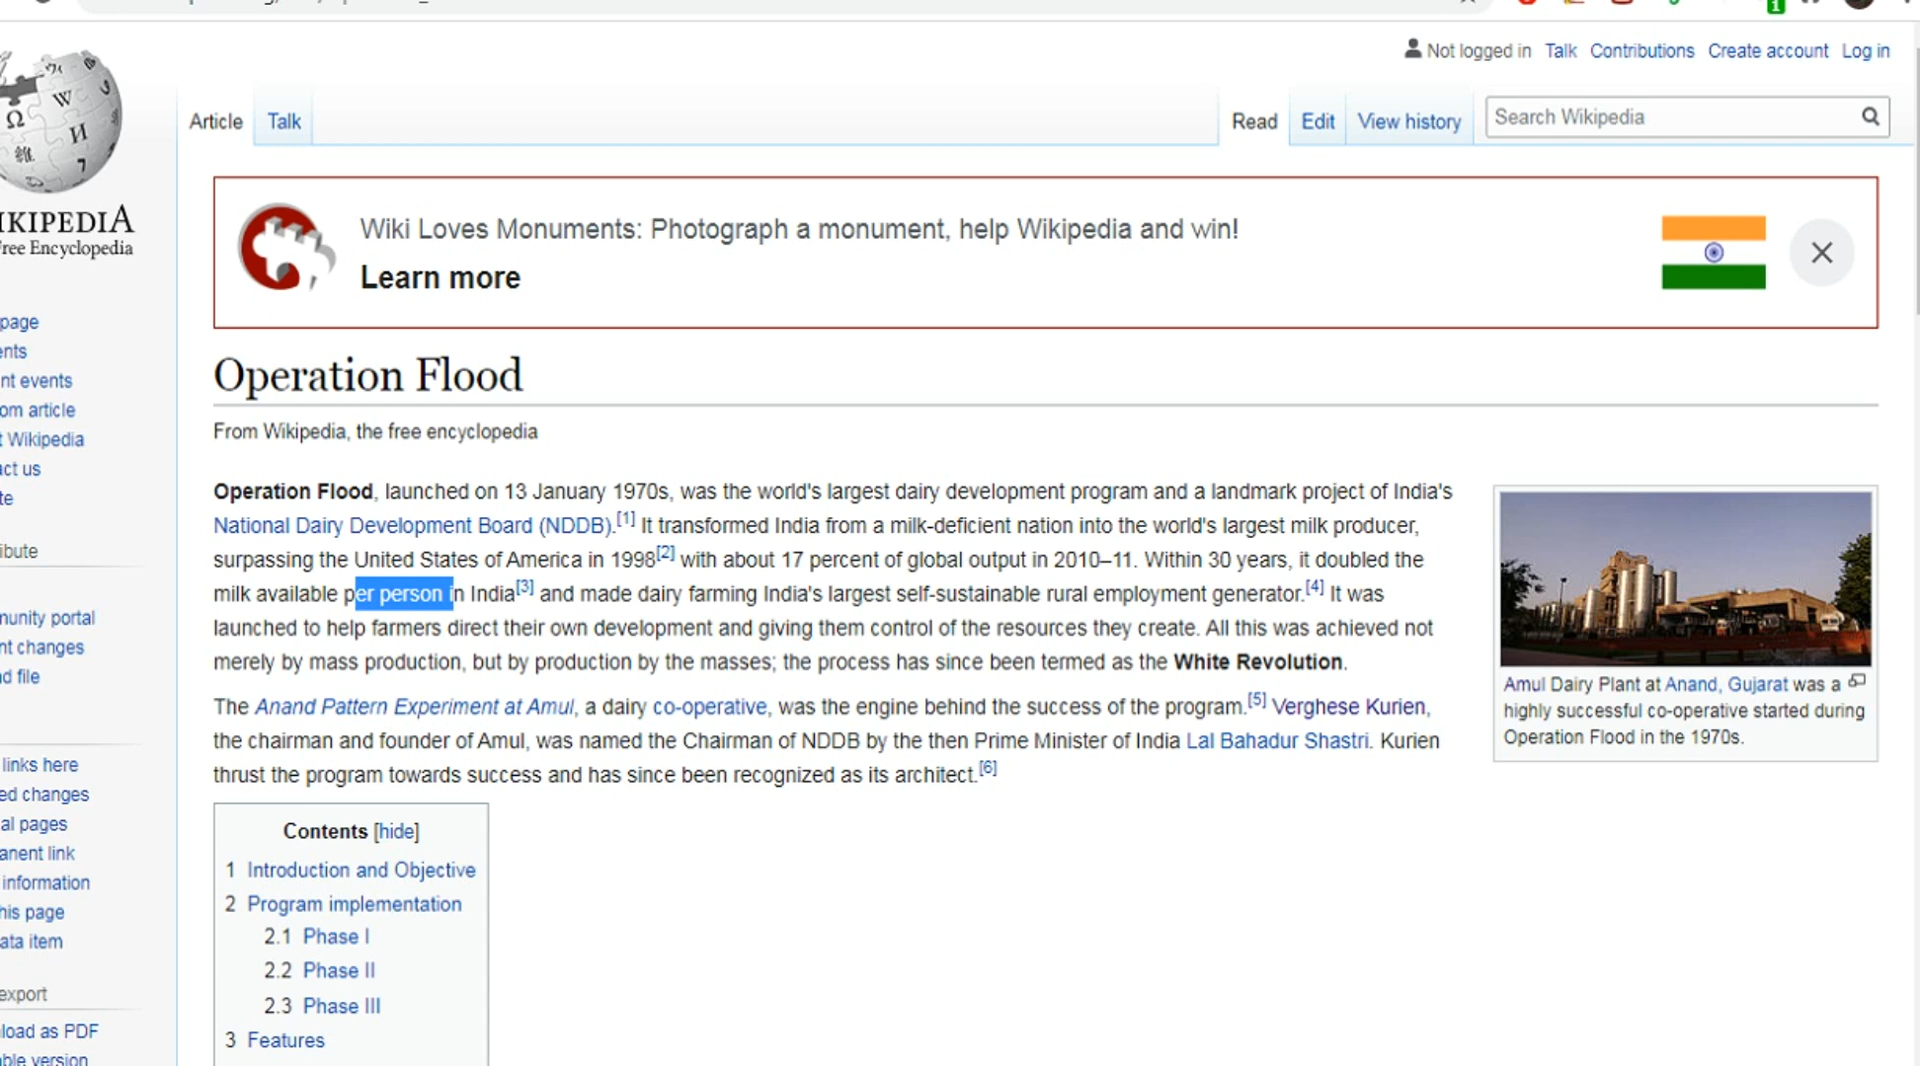 Not logged in Talk Contributions Create account Log in
Article Talk Read Edit View history Search Wikipedia
IKIPEDIA
Free Encyclopedia
Wiki Loves Monuments: Photograph a monument, help Wikipedia and win!
Learn more
Operation Flood
From Wikipedia, the free encyclopedia
Operation Flood, launched on 13 January 1970s, was the world's largest dairy development program and a landmark project of India's
National Dairy Development Board (NDDB).[1] It transformed India from a milk-deficient nation into the world's largest milk producer,
surpassing the United States of America in 1998[2] with about 17 percent of global output in 2010–11. Within 30 years, it doubled the
milk available per person in India[3] and made dairy farming India's largest self-sustainable rural employment generator.[4] It was
launched to help farmers direct their own development and giving them control of the resources they create. All this was achieved not
merely by mass production, but by production by the masses; the process has since been termed as the White Revolution.
The Anand Pattern Experiment at Amul, a dairy co-operative, was the engine behind the success of the program.[5] Verghese Kurien,
the chairman and founder of Amul, was named the Chairman of NDDB by the then Prime Minister of India Lal Bahadur Shastri. Kurien
thrust the program towards success and has since been recognized as its architect.[6]
Amul Dairy Plant at Anand, Gujarat was a
highly successful co-operative started during
Operation Flood in the 1970s.
Contents [hide]
1 Introduction and Objective
2 Program implementation
2.1 Phase I
2.2 Phase II
2.3 Phase III
3 Features
page
ents
nt events
om article
t Wikipedia
act us
te
ibute
munity portal
nt changes
d file
links here
ed changes
al pages
anent link
information
his page
ata item
export
load as PDF
able version